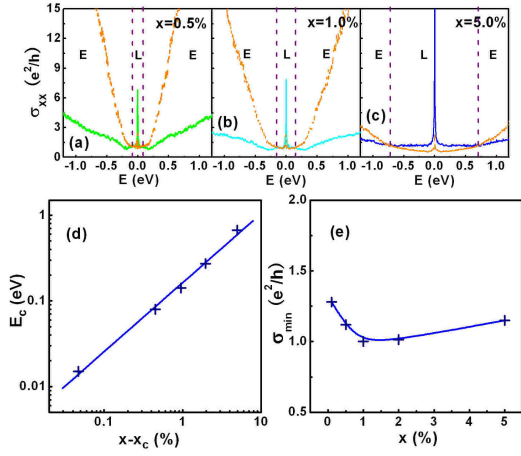 15
12
9
6
3
0
σxx (e²/h)
x=0.5%
E L E
(a)
-1.0 -0.5 0.0 0.5 1.0
E (eV)
x=1.0%
E L E
(b)
-1.0 -0.5 0.0 0.5 1.0
E (eV)
x=5.0%
E L E
(c)
-1.0 -0.5 0.0 0.5 1.0
E (eV)
(d)
1
0.1
0.01
Ec (eV)
0.1 1 10
x-xc (%)
(e)
2.0
1.5
1.0
0.5
σmin (e²/h)
0 1 2 3 4 5
x (%)